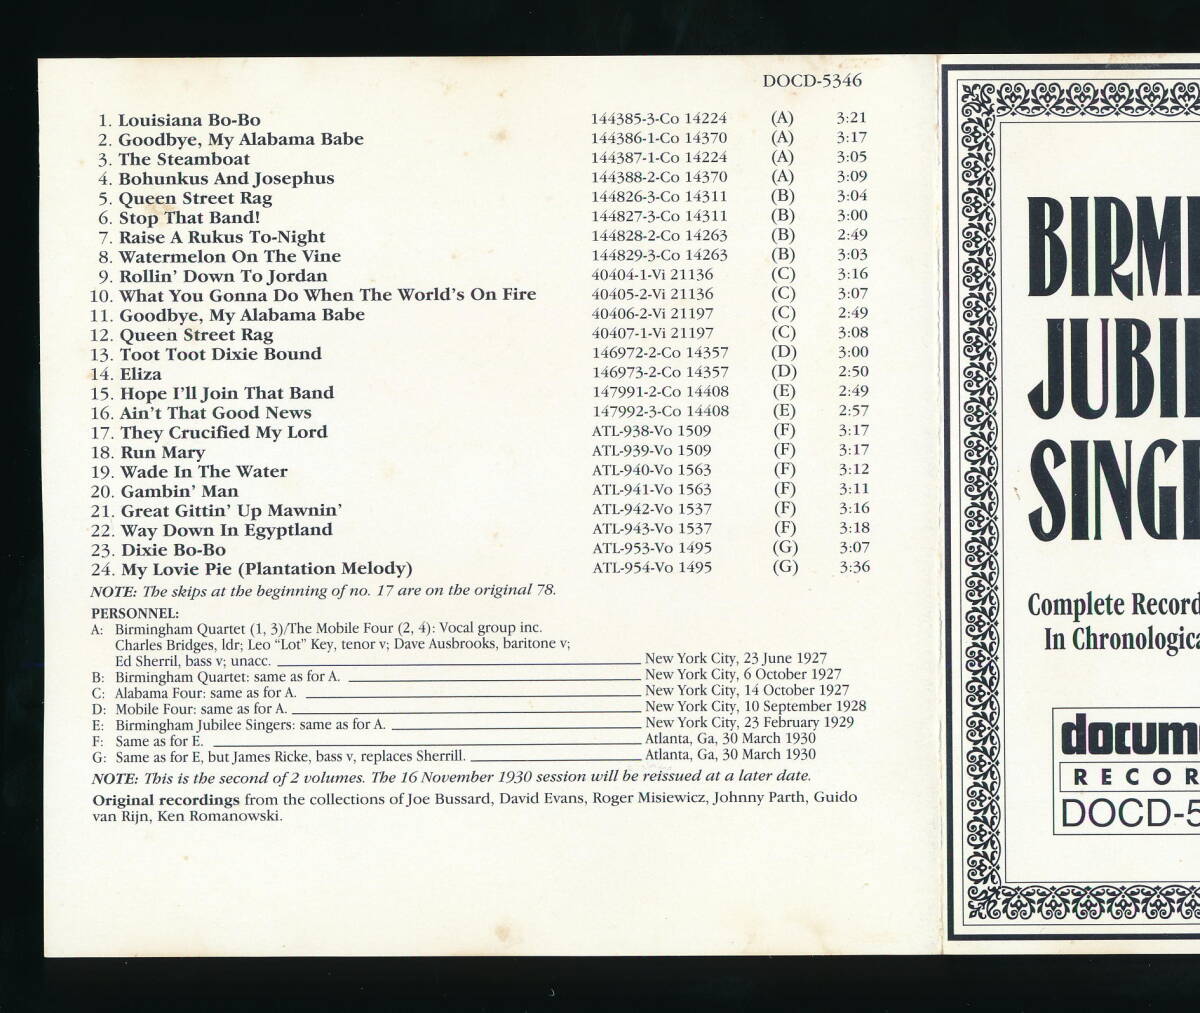 DOCD-5346
1. Louisiana Bo-Bo 144385-3-Co 14224 (A) 3:21
2. Goodbye, My Alabama Babe 144386-1-Co 14370 (A) 3:17
3. The Steamboat 144387-1-Co 14224 (A) 3:05
4. Bohunkus And Josephus 144388-2-Co 14370 (A) 3:09
5. Queen Street Rag 144826-3-Co 14311 (B) 3:04
6. Stop That Band! 144827-3-Co 14311 (B) 3:00
7. Raise A Rukus To-Night 144828-2-Co 14263 (B) 2:49
8. Watermelon On The Vine 144829-3-Co 14263 (B) 3:03
9. Rollin' Down To Jordan 40404-1-Vi 21136 (C) 3:16
10. What You Gonna Do When The World's On Fire 40405-2-Vi 21136 (C) 3:07
11. Goodbye, My Alabama Babe 40406-2-Vi 21197 (C) 2:49
12. Queen Street Rag 40407-1-Vi 21197 (C) 3:08
13. Toot Toot Dixie Bound 146972-2-Co 14357 (D) 3:00
14. Eliza 146973-2-Co 14357 (D) 2:50
15. Hope I'll Join That Band 147991-2-Co 14408 (E) 2:49
16. Ain't That Good News 147992-3-Co 14408 (E) 2:57
17. They Crucified My Lord ATL-938-Vo 1509 (F) 3:17
18. Run Mary ATL-939-Vo 1509 (F) 3:17
19. Wade In The Water ATL-940-Vo 1563 (F) 3:12
20. Gambin' Man ATL-941-Vo 1563 (F) 3:11
21. Great Gittin' Up Mawnin' ATL-942-Vo 1537 (F) 3:16
22. Way Down In Egyptland ATL-943-Vo 1537 (F) 3:18
23. Dixie Bo-Bo ATL-953-Vo 1495 (G) 3:07
24. My Lovie Pie (Plantation Melody) ATL-954-Vo 1495 (G) 3:36
NOTE: The skips at the beginning of no. 17 are on the original 78.
PERSONNEL:
A: Birmingham Quartet (1, 3)/The Mobile Four (2, 4): Vocal group inc.
Charles Bridges, ldr; Leo "Lot" Key, tenor v; Dave Ausbrooks, baritone v;
Ed Sherril, bass v; unacc. New York City, 23 June 1927
B: Birmingham Quartet: same as for A. New York City, 6 October 1927
C: Alabama Four: same as for A. New York City, 14 October 1927
D: Mobile Four: same as for A. New York City, 10 September 1928
E: Birmingham Jubilee Singers: same as for A. New York City, 23 February 1929
F: Same as for E. Atlanta, Ga, 30 March 1930
G: Same as for E, but James Ricke, bass v, replaces Sherrill. Atlanta, Ga, 30 March 1930
NOTE: This is the second of 2 volumes. The 16 November 1930 session will be reissued at a later date.
Original recordings from the collections of Joe Bussard, David Evans, Roger Misiewicz, Johnny Parth, Guido
van Rijn, Ken Romanowski.
BIRMI
JUBI
SINGE
Complete Record
In Chronologica
docum
RECOR
DOCD-5